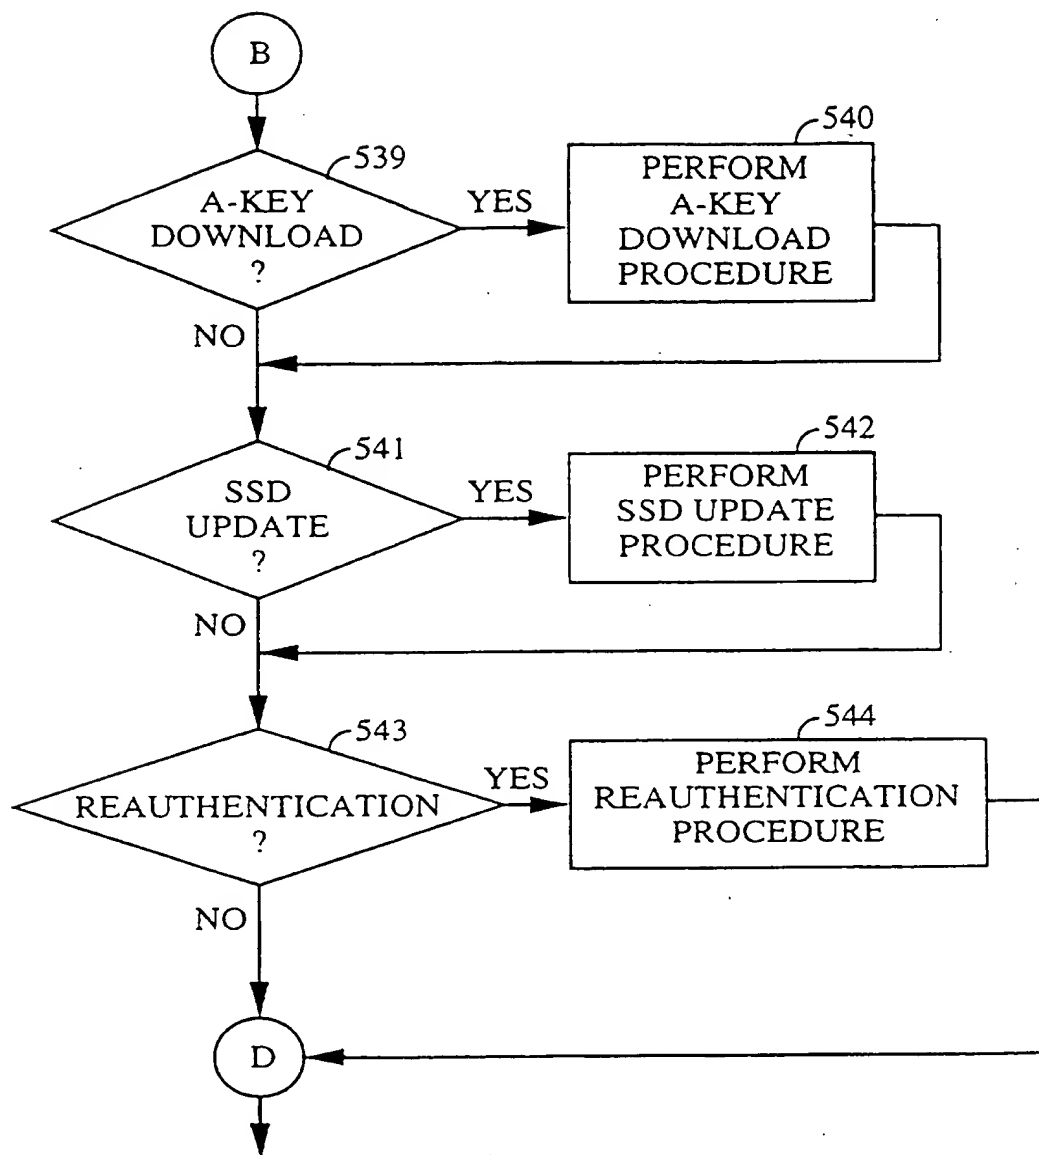 B
539
A-KEY
DOWNLOAD
?
YES
540
PERFORM
A-KEY
DOWNLOAD
PROCEDURE
NO
541
SSD
UPDATE
?
YES
542
PERFORM
SSD UPDATE
PROCEDURE
NO
543
REAUTHENTICATION
?
YES
544
PERFORM
REAUTHENTICATION
PROCEDURE
NO
D